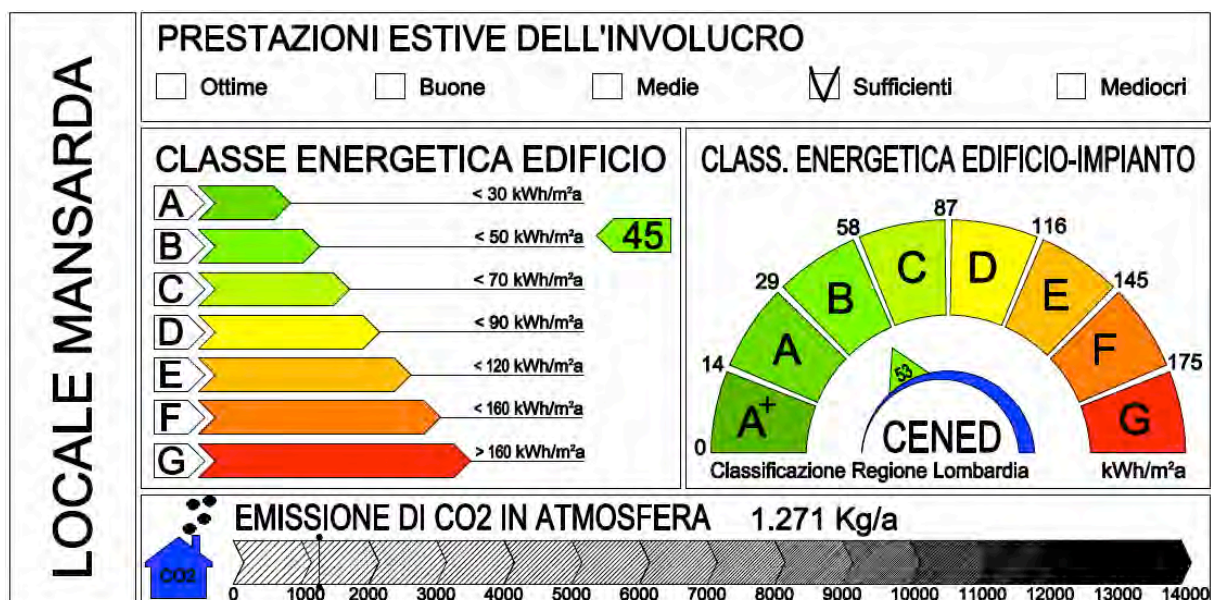 LOCALE MANSARDA
PRESTAZIONI ESTIVE DELL'INVOLUCRO
Ottime Buone Medie Sufficienti Mediocri
CLASSE ENERGETICA EDIFICIO
A < 30 kWh/m²a
B < 50 kWh/m²a 45
C < 70 kWh/m²a
D < 90 kWh/m²a
E < 120 kWh/m²a
F < 160 kWh/m²a
G > 160 kWh/m²a
CLASS. ENERGETICA EDIFICIO-IMPIANTO
0 14 29 58 87 116 145 175
A+ A B C D E F G
53
CENED
Classificazione Regione Lombardia kWh/m²a
EMISSIONE DI CO2 IN ATMOSFERA 1.271 Kg/a
CO2
0 1000 2000 3000 4000 5000 6000 7000 8000 9000 10000 11000 12000 13000 14000